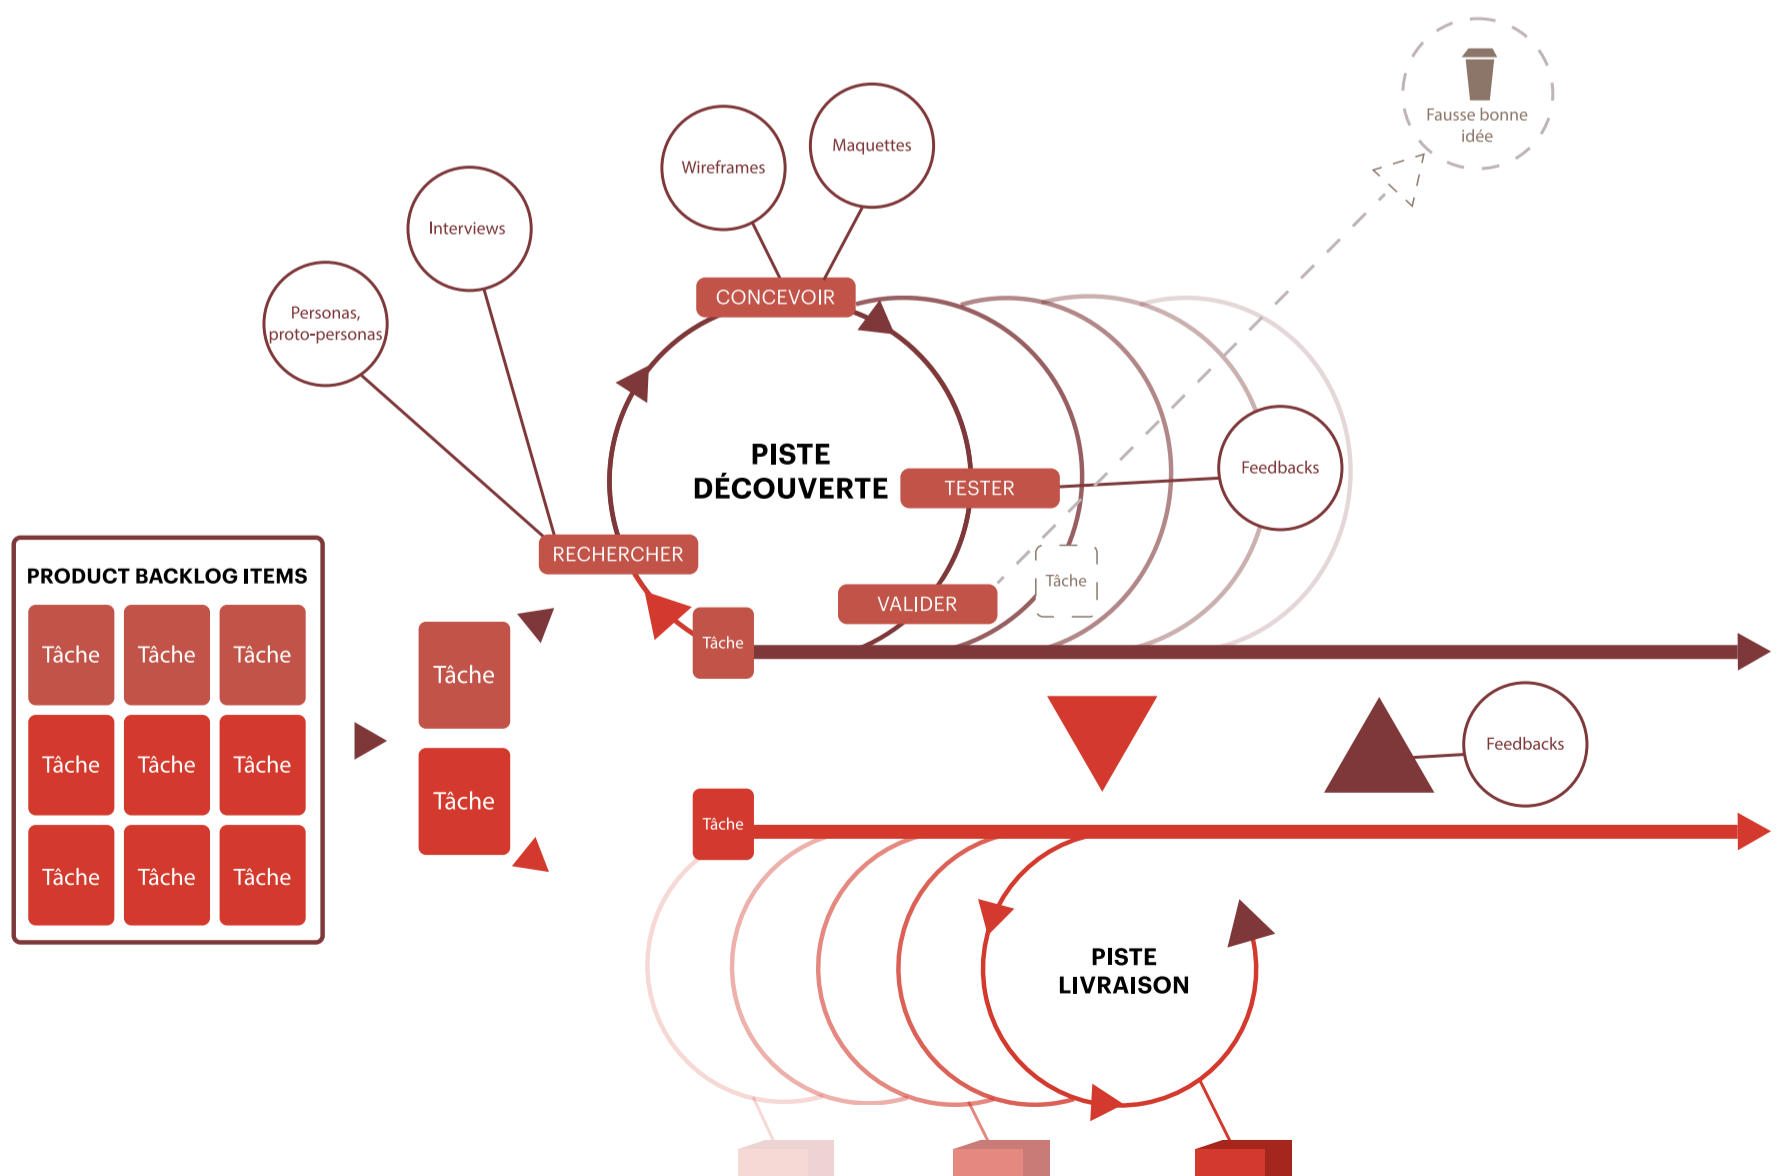 Fausse bonne
idée
Maquettes
Wireframes
Interviews
Personas,
proto-personas
CONCEVOIR
PISTE
DÉCOUVERTE
TESTER
Feedbacks
RECHERCHER
VALIDER
Tâche
PRODUCT BACKLOG ITEMS
Tâche Tâche Tâche
Tâche Tâche Tâche
Tâche Tâche Tâche
Tâche
Tâche
Tâche
Feedbacks
Tâche
PISTE
LIVRAISON